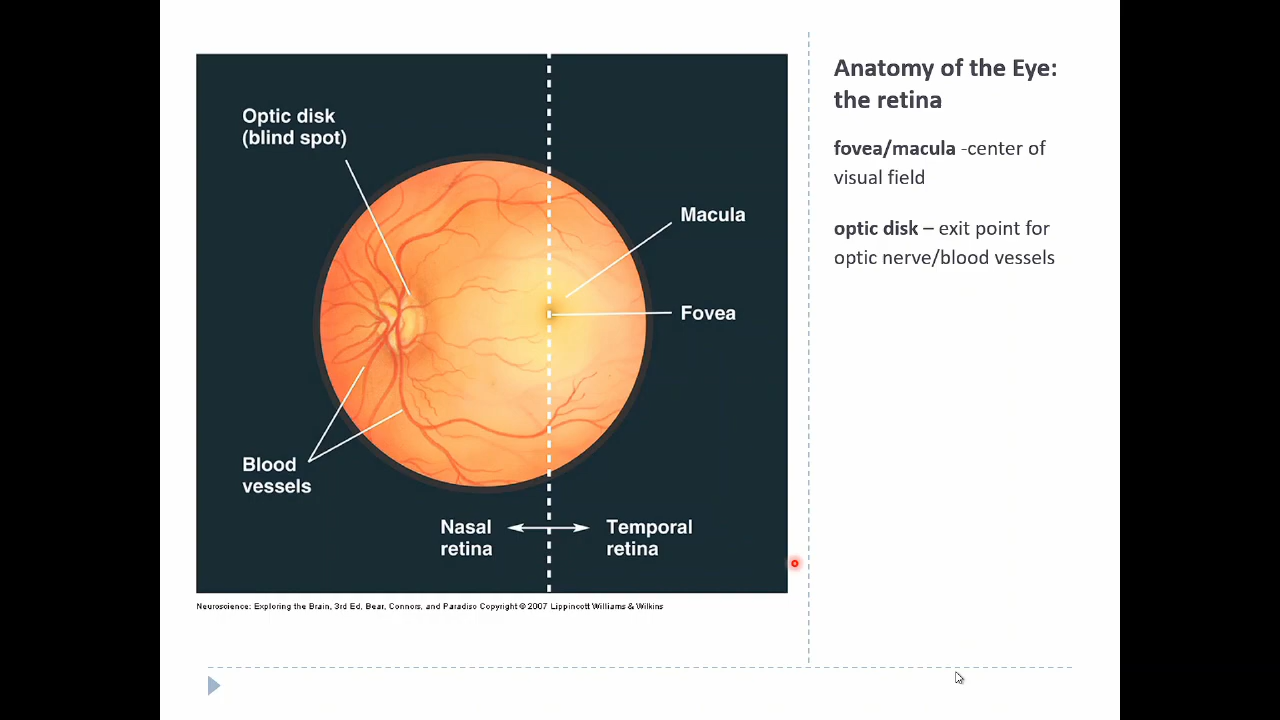 Optic disk
(blind spot)
Macula
Fovea
Blood
vessels
Nasal
retina
Temporal
retina
Neuroscience: Exploring the Brain, 3rd Ed, Bear, Connors, and Paradiso Copyright © 2007 Lippincott Williams & Wilkins
Anatomy of the Eye:
the retina
fovea/macula -center of
visual field
optic disk – exit point for
optic nerve/blood vessels